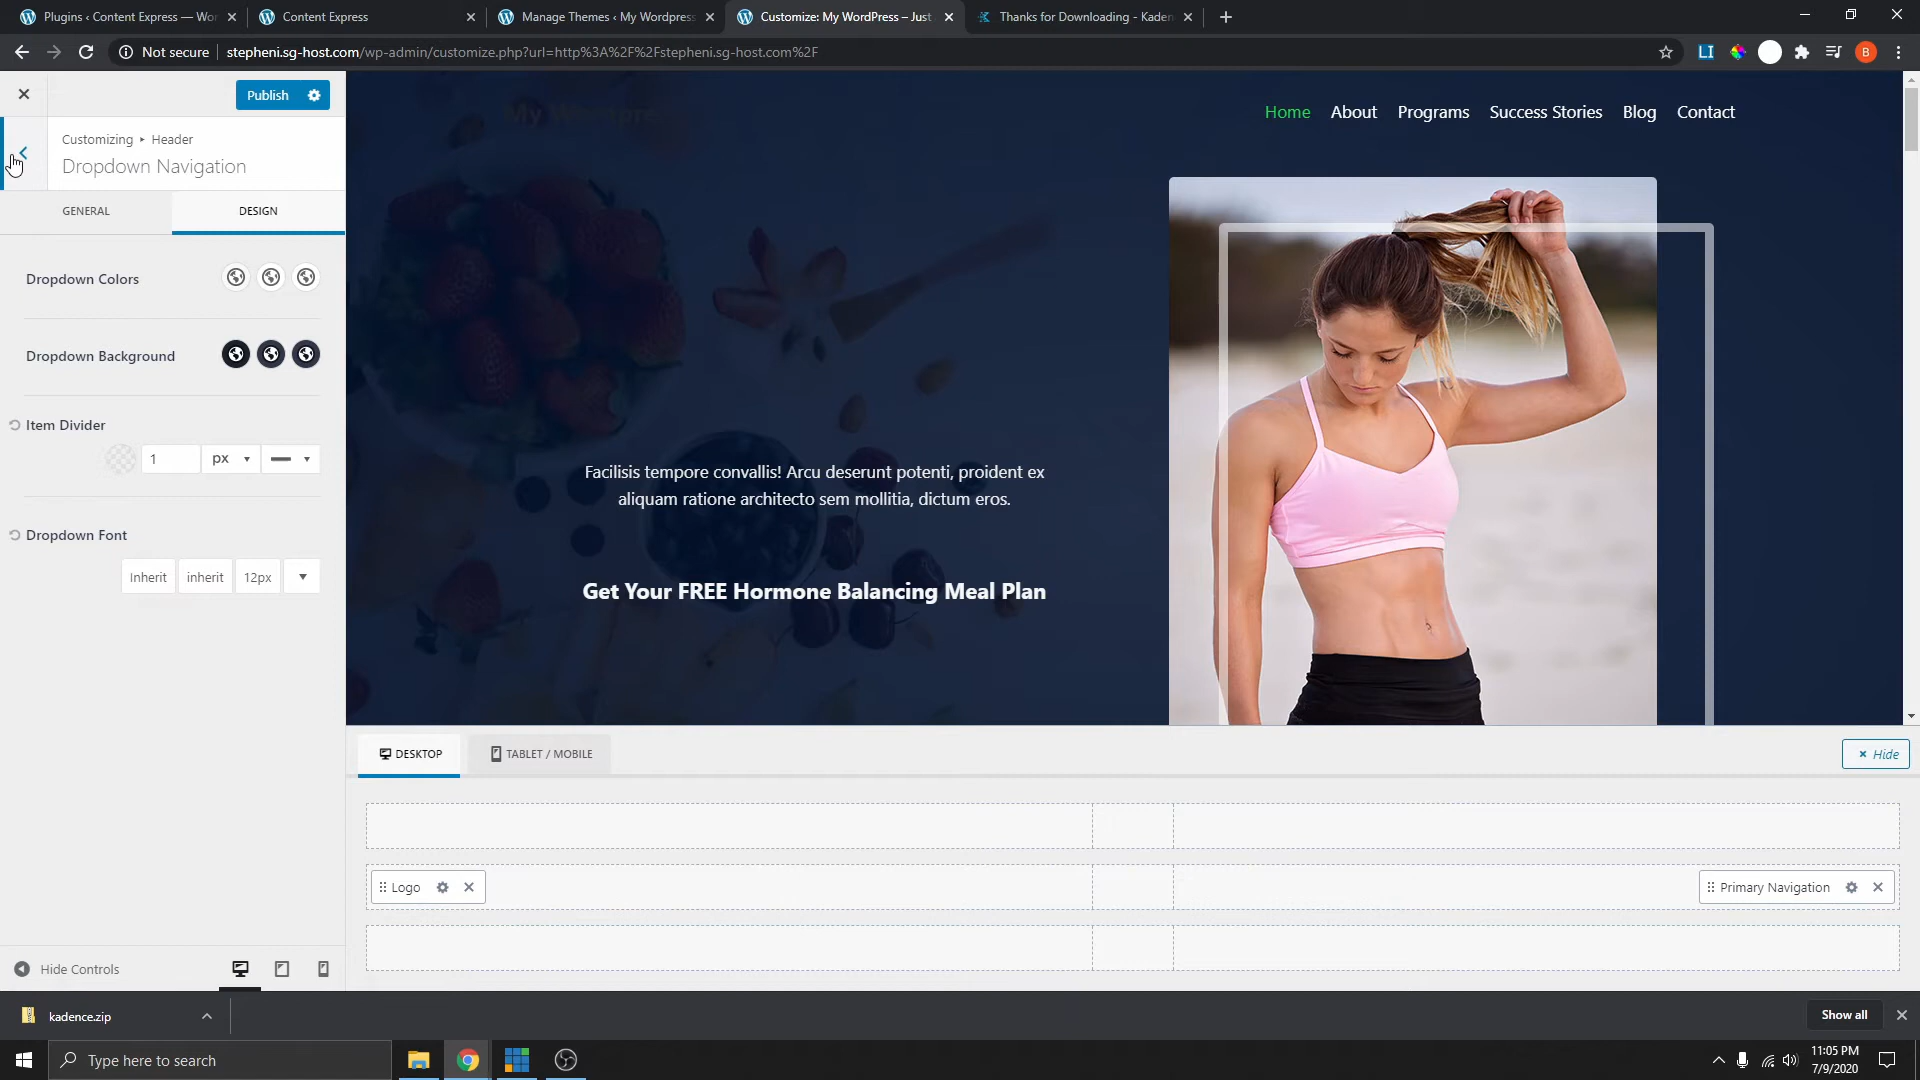 Plugins ‹ Content Express — Wor
Content Express
Manage Themes ‹ My Wordpress
Customize: My WordPress – Just
Thanks for Downloading - Kaden
Not secure
stepheni.sg-host.com/wp-admin/customize.php?url=http%3A%2F%2Fstepheni.sg-host.com%2F
LI
B
Publish
Customizing ▸ Header
Dropdown Navigation
GENERAL
DESIGN
Dropdown Colors
Dropdown Background
Item Divider
1
px
Dropdown Font
Inherit
inherit
12px
Hide Controls
My Wordpre
Home
About
Programs
Success Stories
Blog
Contact
Facilisis tempore convallis! Arcu deserunt potenti, proident ex
aliquam ratione architecto sem mollitia, dictum eros.
Get Your FREE Hormone Balancing Meal Plan
DESKTOP
TABLET / MOBILE
× Hide
Logo
Primary Navigation
kadence.zip
Show all
Type here to search
11:05 PM
7/9/2020